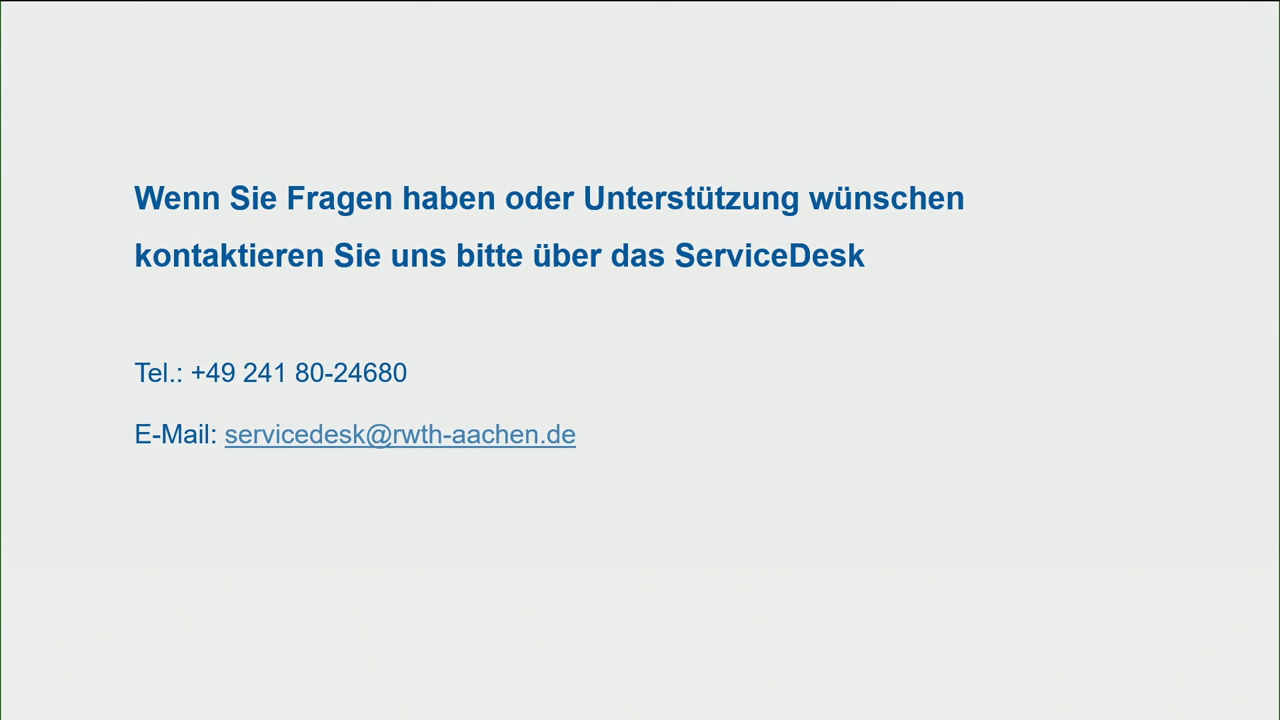 Wenn Sie Fragen haben oder Unterstützung wünschen
kontaktieren Sie uns bitte über das ServiceDesk
Tel.: +49 241 80-24680
E-Mail: servicedesk@rwth-aachen.de